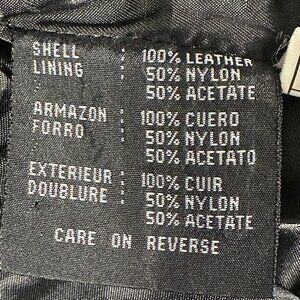 SHELL : 100% LEATHER
LINING : 50% NYLON
50% ACETATE
ARMAZON : 100% CUERO
FORRO : 50% NYLON
50% ACETATO
EXTERIEUR : 100% CUIR
DOUBLURE : 50% NYLON
50% ACETATE
CARE ON REVERSE